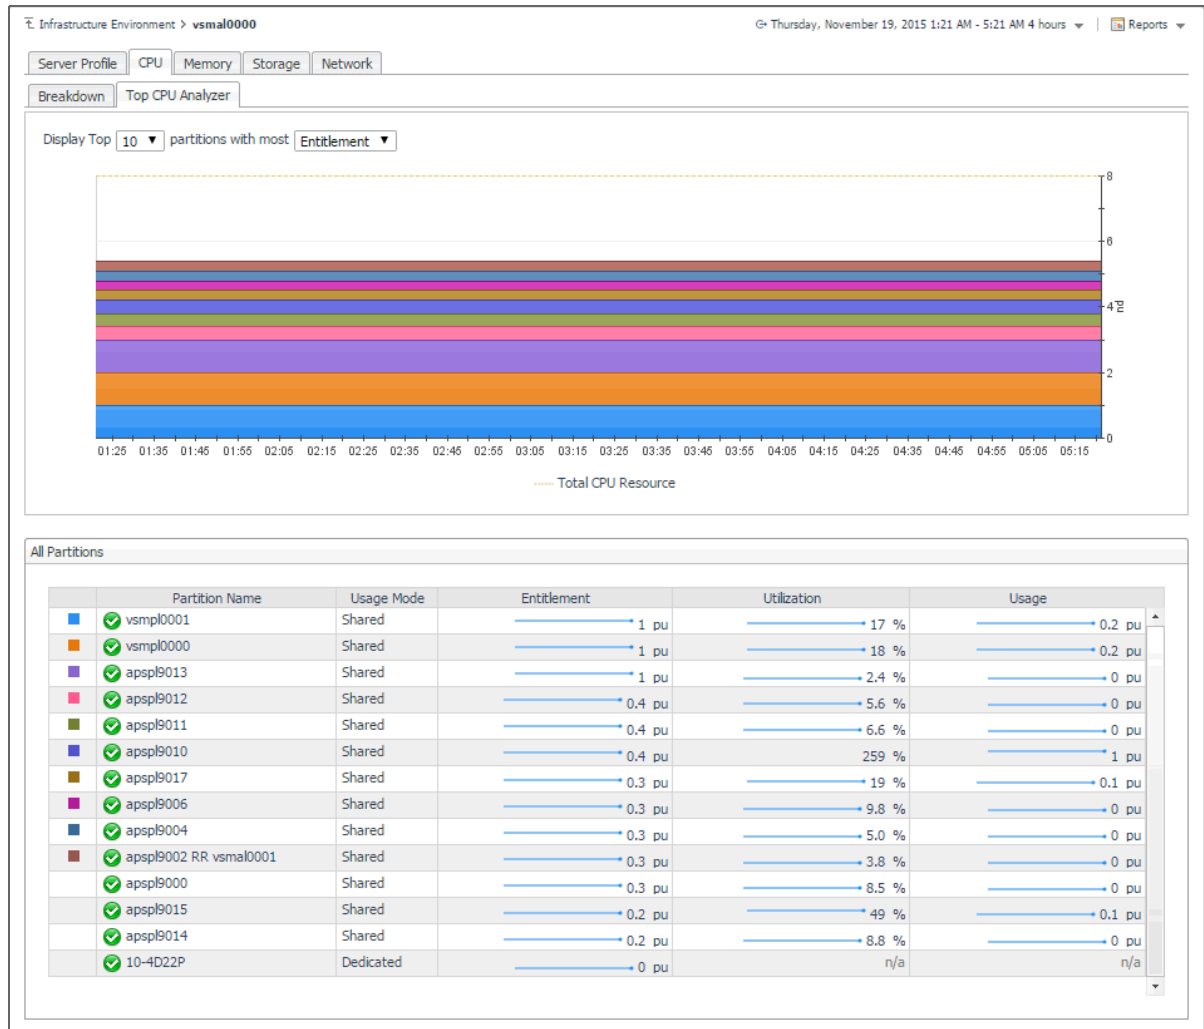 Infrastructure Environment > vsmal0000
Thursday, November 19, 2015 1:21 AM - 5:21 AM 4 hours
Reports
Server Profile CPU Memory Storage Network
Breakdown Top CPU Analyzer
Display Top 10 partitions with most Entitlement
8
6
4
pu
2
0
01:25 01:35 01:45 01:55 02:05 02:15 02:25 02:35 02:45 02:55 03:05 03:15 03:25 03:35 03:45 03:55 04:05 04:15 04:25 04:35 04:45 04:55 05:05 05:15
Total CPU Resource
All Partitions
Partition Name Usage Mode Entitlement Utilization Usage
vsmpl0001 Shared 1 pu 17 % 0.2 pu
vsmpl0000 Shared 1 pu 18 % 0.2 pu
apspl9013 Shared 1 pu 2.4 % 0 pu
apspl9012 Shared 0.4 pu 5.6 % 0 pu
apspl9011 Shared 0.4 pu 6.6 % 0 pu
apspl9010 Shared 0.4 pu 259 % 1 pu
apspl9017 Shared 0.3 pu 19 % 0.1 pu
apspl9006 Shared 0.3 pu 9.8 % 0 pu
apspl9004 Shared 0.3 pu 5.0 % 0 pu
apspl9002 RR vsmal0001 Shared 0.3 pu 3.8 % 0 pu
apspl9000 Shared 0.3 pu 8.5 % 0 pu
apspl9015 Shared 0.2 pu 49 % 0.1 pu
apspl9014 Shared 0.2 pu 8.8 % 0 pu
10-4D22P Dedicated 0 pu n/a n/a